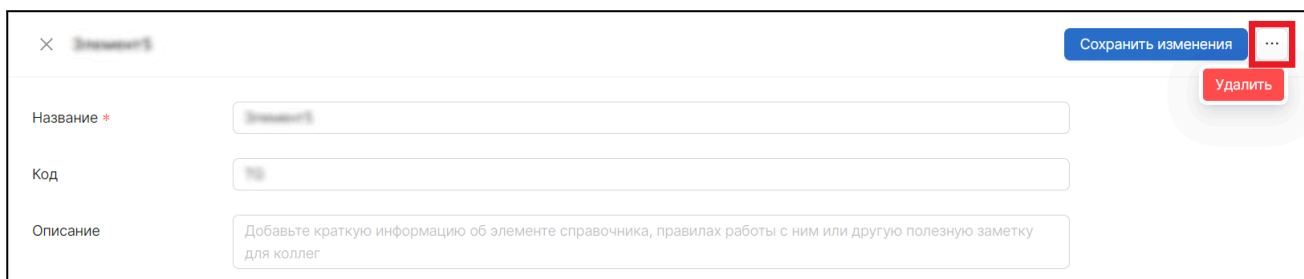 Сохранить изменения
Удалить
Название *
Код
Описание
Добавьте краткую информацию об элементе справочника, правилах работы с ним или другую полезную заметку
для коллег